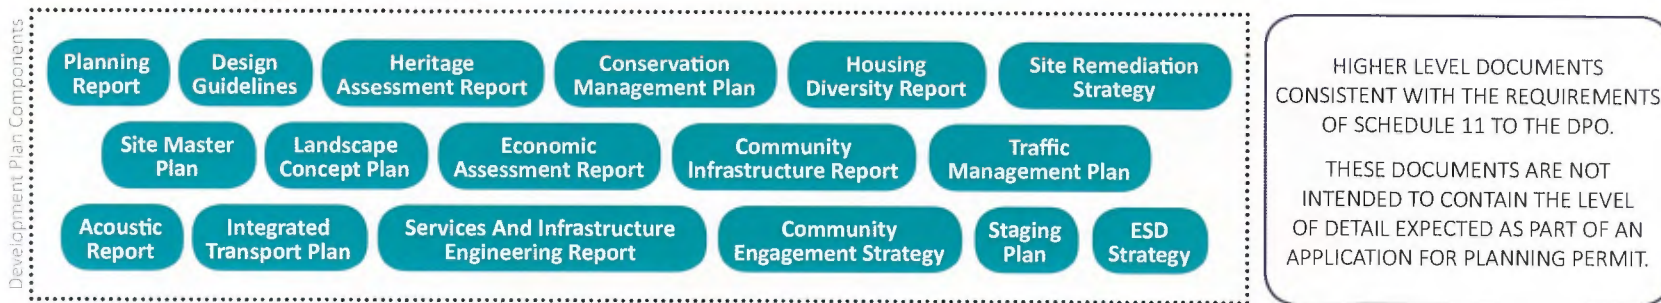 Development Plan Components
Planning
Report
Design
Guidelines
Heritage
Assessment Report
Conservation
Management Plan
Housing
Diversity Report
Site Remediation
Strategy
Site Master
Plan
Landscape
Concept Plan
Economic
Assessment Report
Community
Infrastructure Report
Traffic
Management Plan
Acoustic
Report
Integrated
Transport Plan
Services And Infrastructure
Engineering Report
Community
Engagement Strategy
Staging
Plan
ESD
Strategy
HIGHER LEVEL DOCUMENTS
CONSISTENT WITH THE REQUIREMENTS
OF SCHEDULE 11 TO THE DPO.
THESE DOCUMENTS ARE NOT
INTENDED TO CONTAIN THE LEVEL
OF DETAIL EXPECTED AS PART OF AN
APPLICATION FOR PLANNING PERMIT.